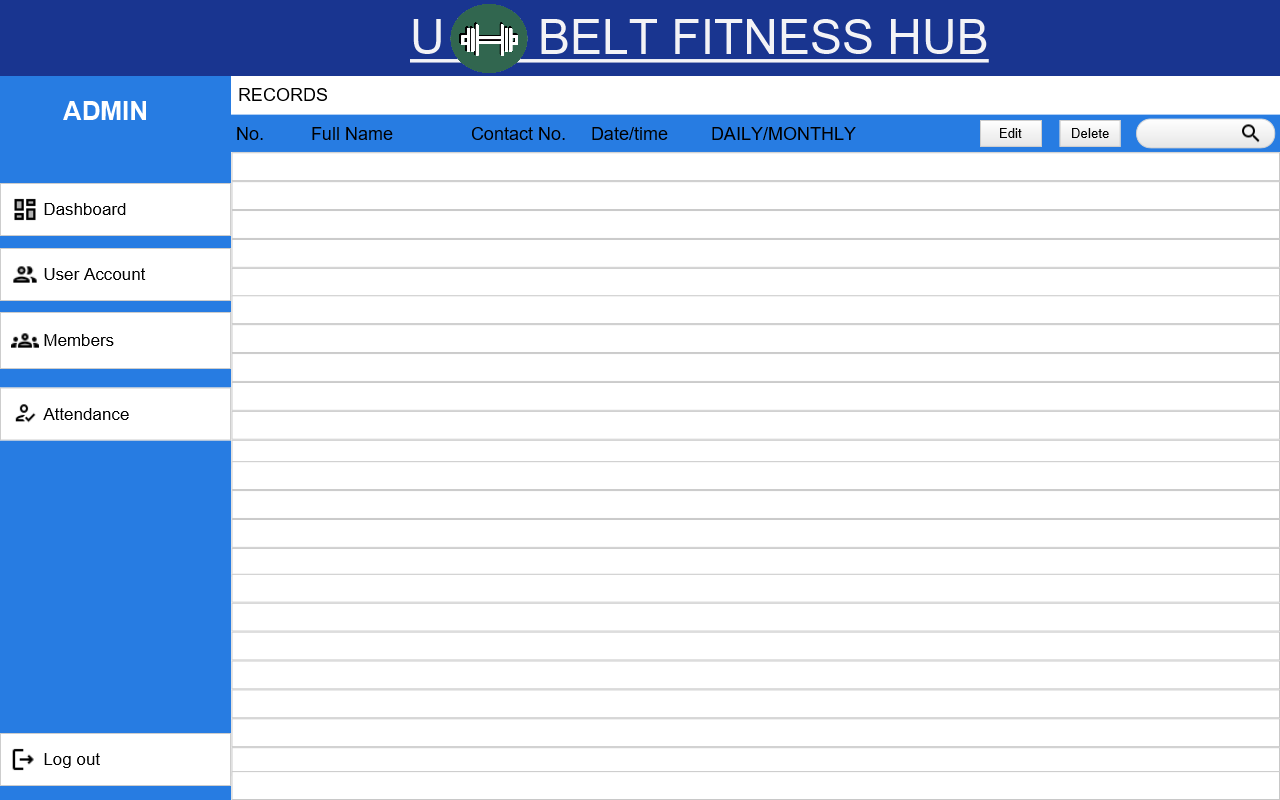 U BELT FITNESS HUB
ADMIN
RECORDS
No. Full Name Contact No. Date/time DAILY/MONTHLY Edit Delete
Dashboard
User Account
Members
Attendance
Log out